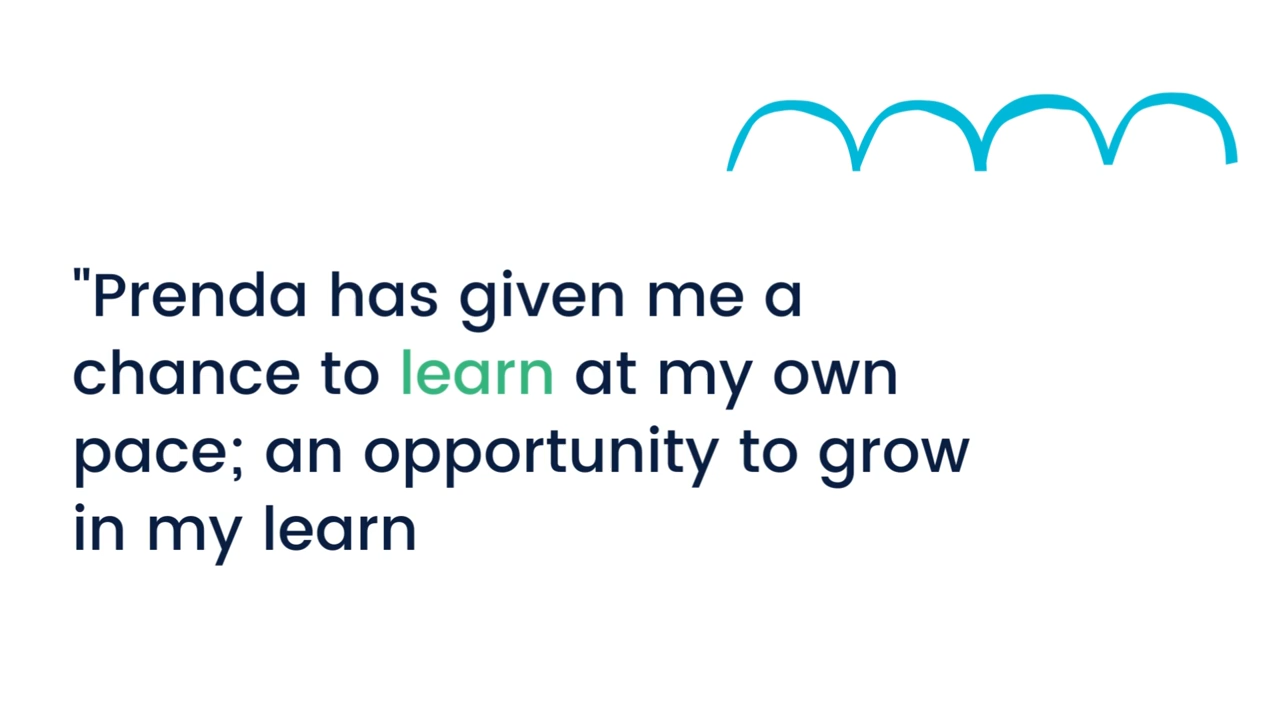 "Prenda has given me a
chance to learn at my own
pace; an opportunity to grow
in my learn